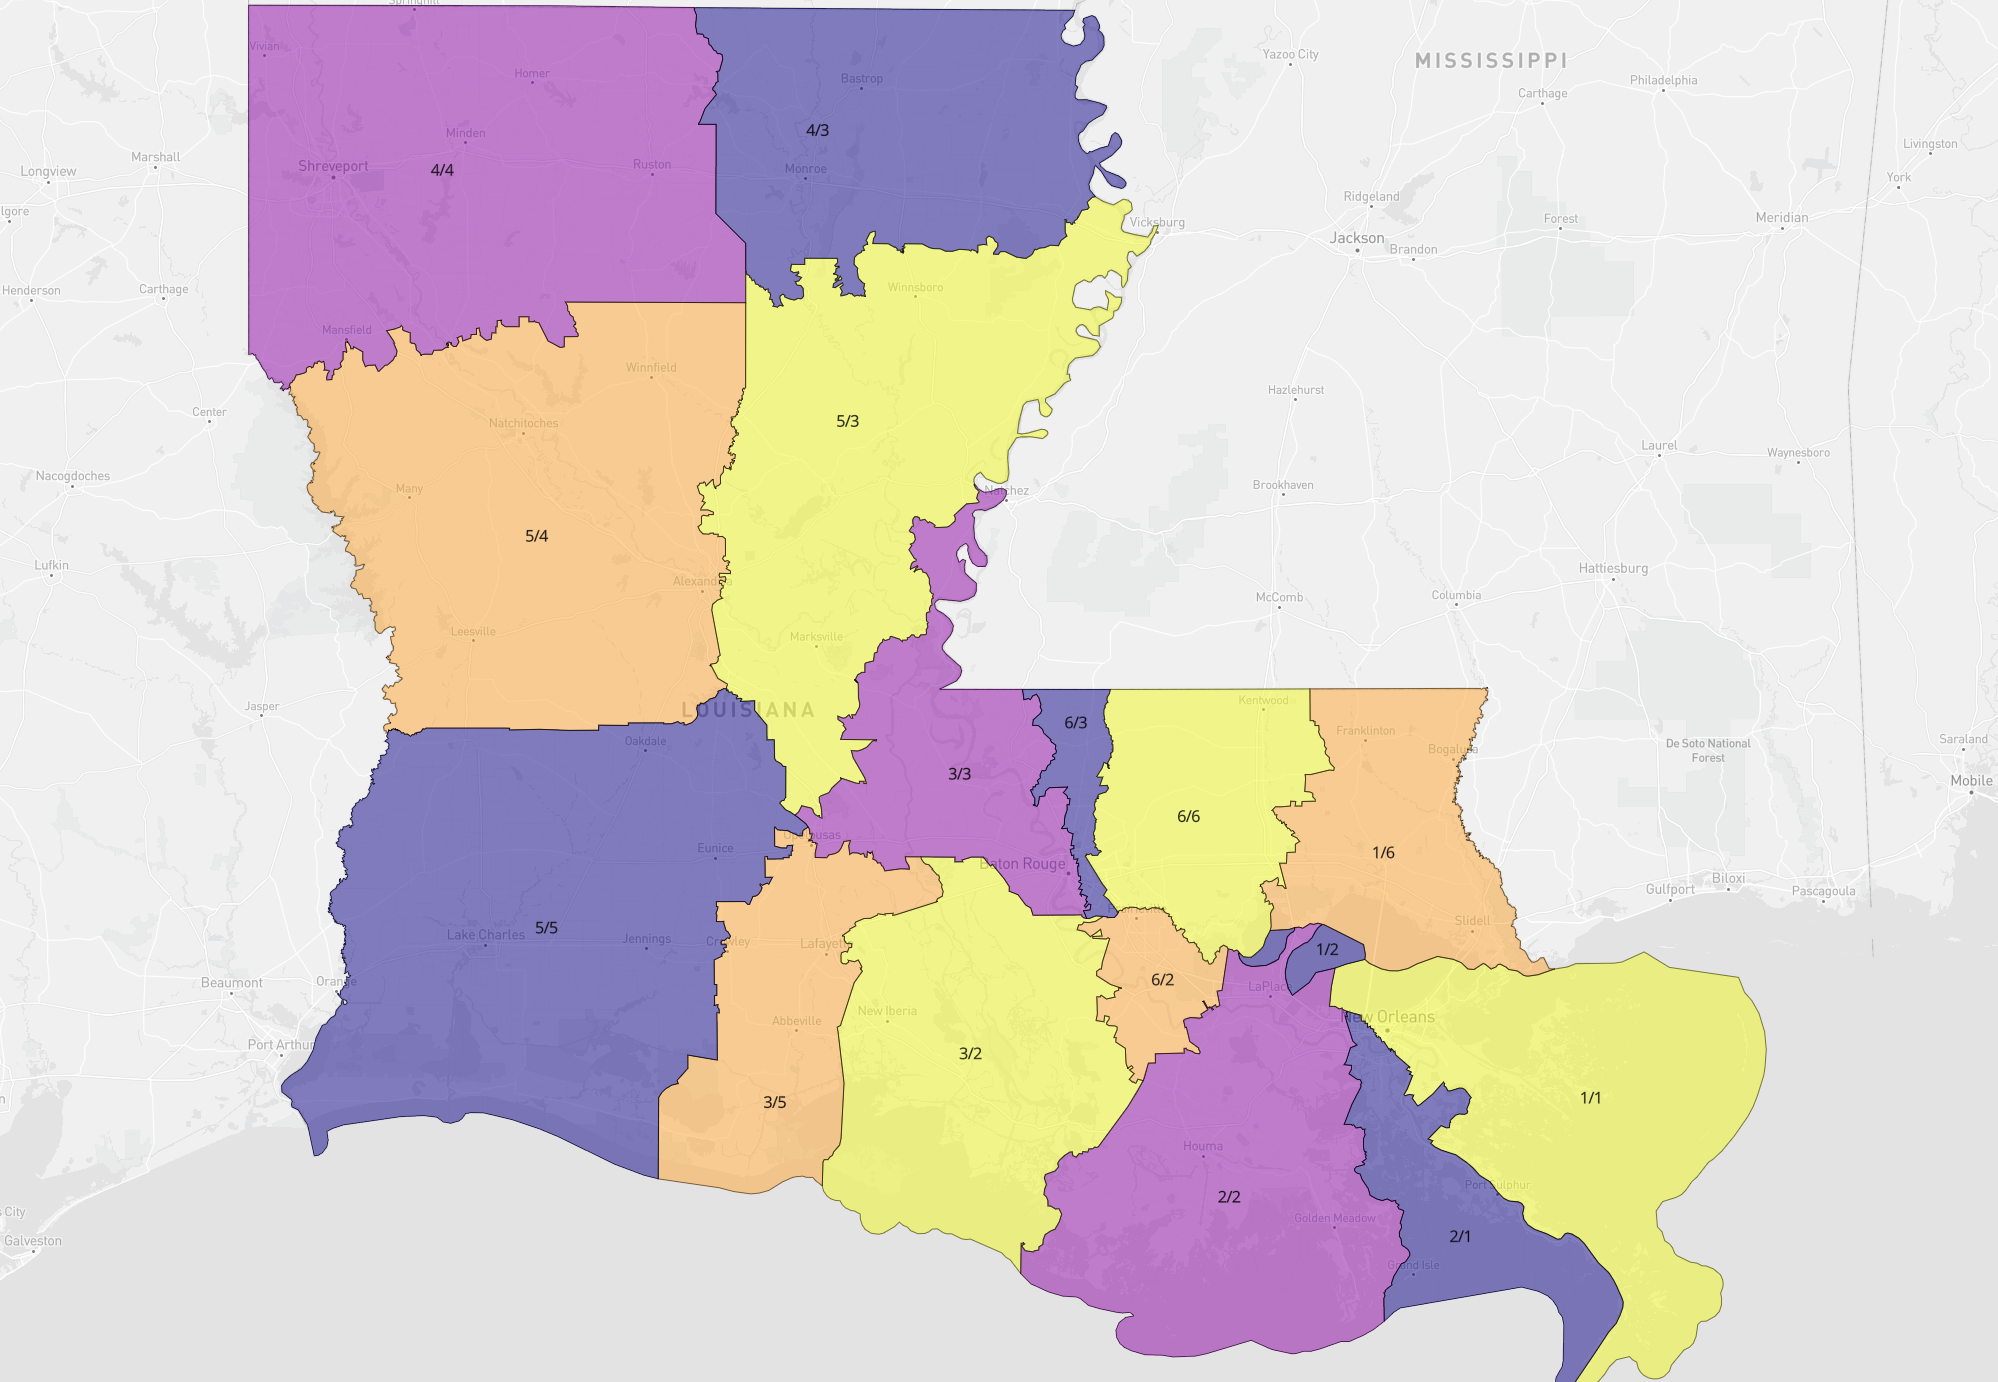 Springhill
Vivian
Homer
Bastrop
Yazoo City
MISSISSIPPI
Philadelphia
Carthage
Minden
4/3
Livingston
Marshall
Longview
Shreveport
4/4
Ruston
Monroe
Ridgeland
York
Forest
Meridian
Vicksburg
Jackson
Brandon
Henderson
Carthage
Winnsboro
Mansfield
Winnfield
Hazlehurst
Center
Natchitoches
5/3
Laurel
Waynesboro
Nacogdoches
Many
Natchez
Brookhaven
5/4
Lufkin
Alexandria
Hattiesburg
McComb
Columbia
Leesville
Marksville
Jasper
LOUISIANA
Kentwood
6/3
Franklinton
Oakdale
Bogalusa
De Soto National
Forest
Saraland
Mobile
3/3
6/6
Opelousas
Eunice
Baton Rouge
1/6
Biloxi
Gulfport
Pascagoula
Prairieville
Slidell
5/5
Lake Charles
Jennings
Crowley
Lafayette
1/2
6/2
Beaumont
Orange
LaPlace
New Iberia
Abbeville
New Orleans
Port Arthur
3/2
3/5
1/1
Houma
2/2
Port Sulphur
Golden Meadow
2/1
Grand Isle
City
Galveston